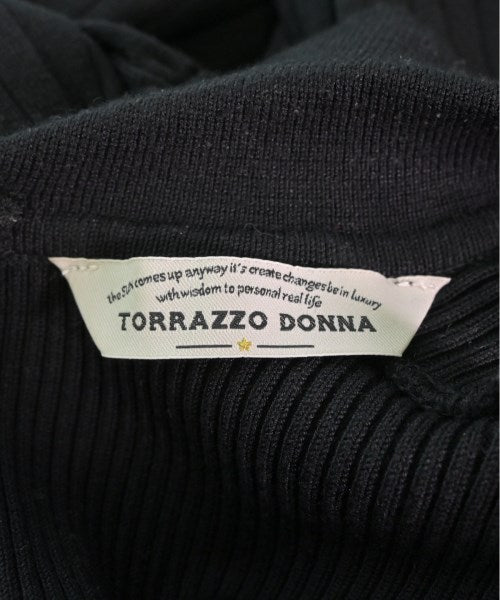 the SUN comes up anyway it's create changes be in luxury
with wisdom to personal real life
TORRAZZO DONNA